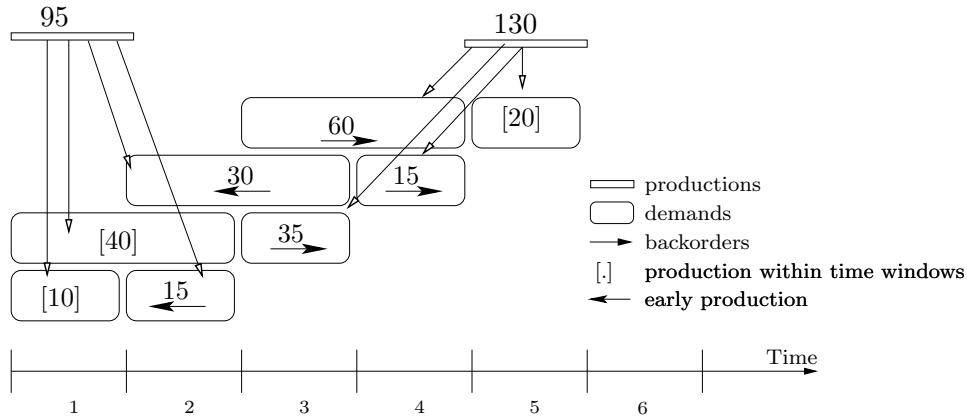 95
130
60
[20]
30
15
[40]
35
[10]
15
productions
demands
backorders
[.] production within time windows
early production
Time
1 2 3 4 5 6